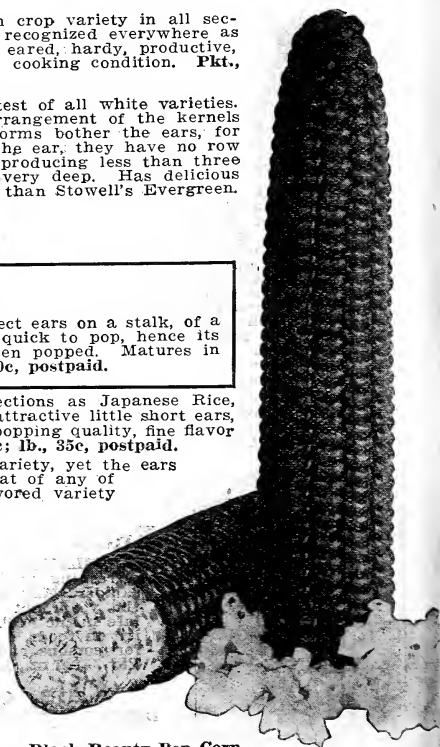 crop variety in all sec-
recognized everywhere as
eared, hardy, productive,
cooking condition. Pkt.,
test of all white varieties.
rrangement of the kernels
orms bother the ears, for
he ear, they have no row
producing less than three
very deep. Has delicious
than Stowell's Evergreen.
ect ears on a stalk, of a
quick to pop, hence its
en popped. Matures in
0c, postpaid.
ections as Japanese Rice,
attractive little short ears,
popping quality, fine flavor
c; lb., 35c, postpaid.
ariety, yet the ears
at of any of
vored variety
Black Beauty Pop Corn